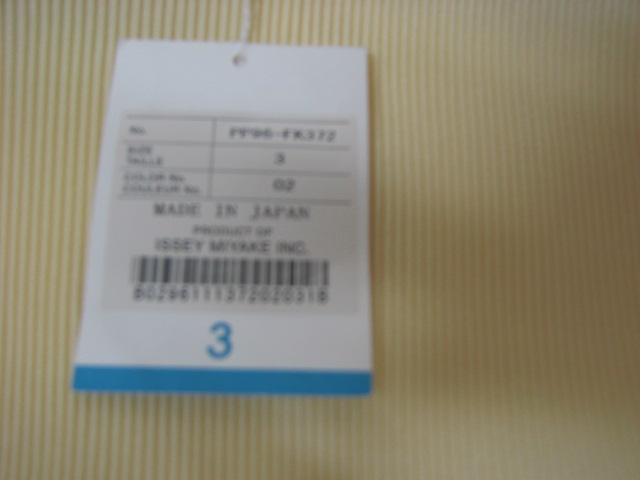 No. PP96-FK372
SIZE
TAILLE 3
COLOR No.
COULEUR No. 02
MADE IN JAPAN
PRODUCT OF
ISSEY MIYAKE INC.
3